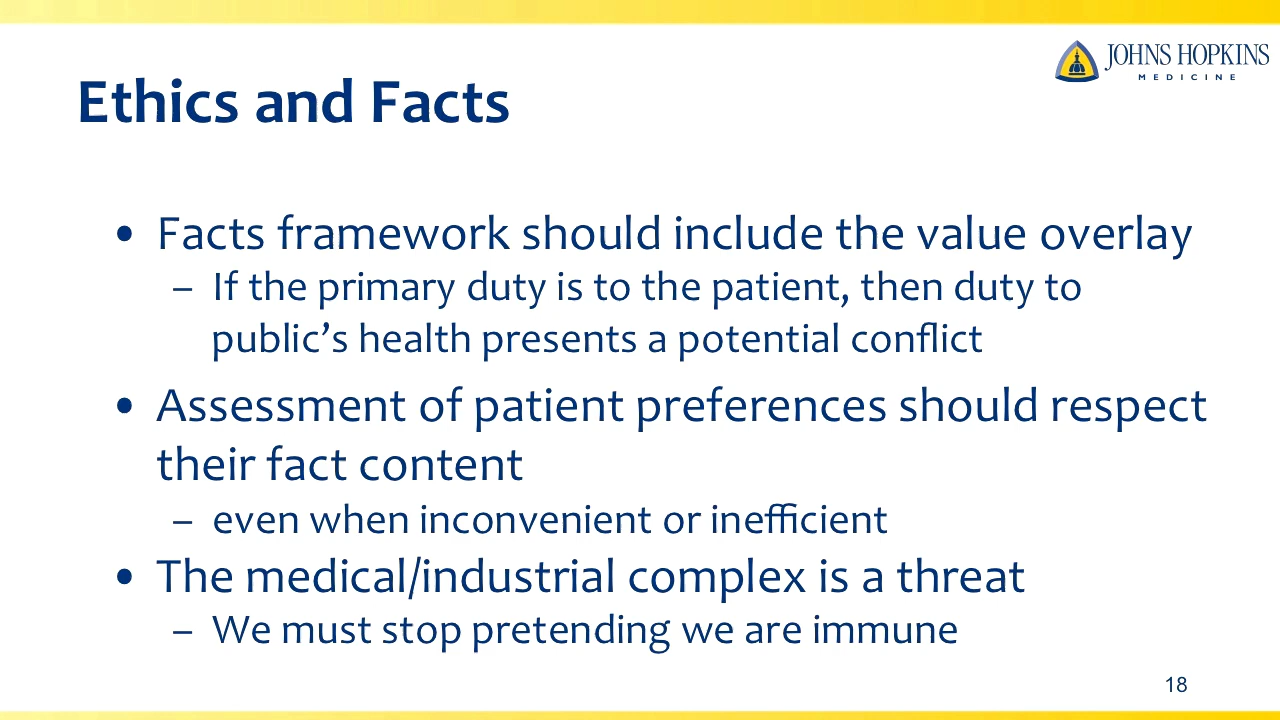 JOHNS HOPKINS
MEDICINE
Ethics and Facts
• Facts framework should include the value overlay
– If the primary duty is to the patient, then duty to
public’s health presents a potential conflict
• Assessment of patient preferences should respect
their fact content
– even when inconvenient or inefficient
• The medical/industrial complex is a threat
– We must stop pretending we are immune
18